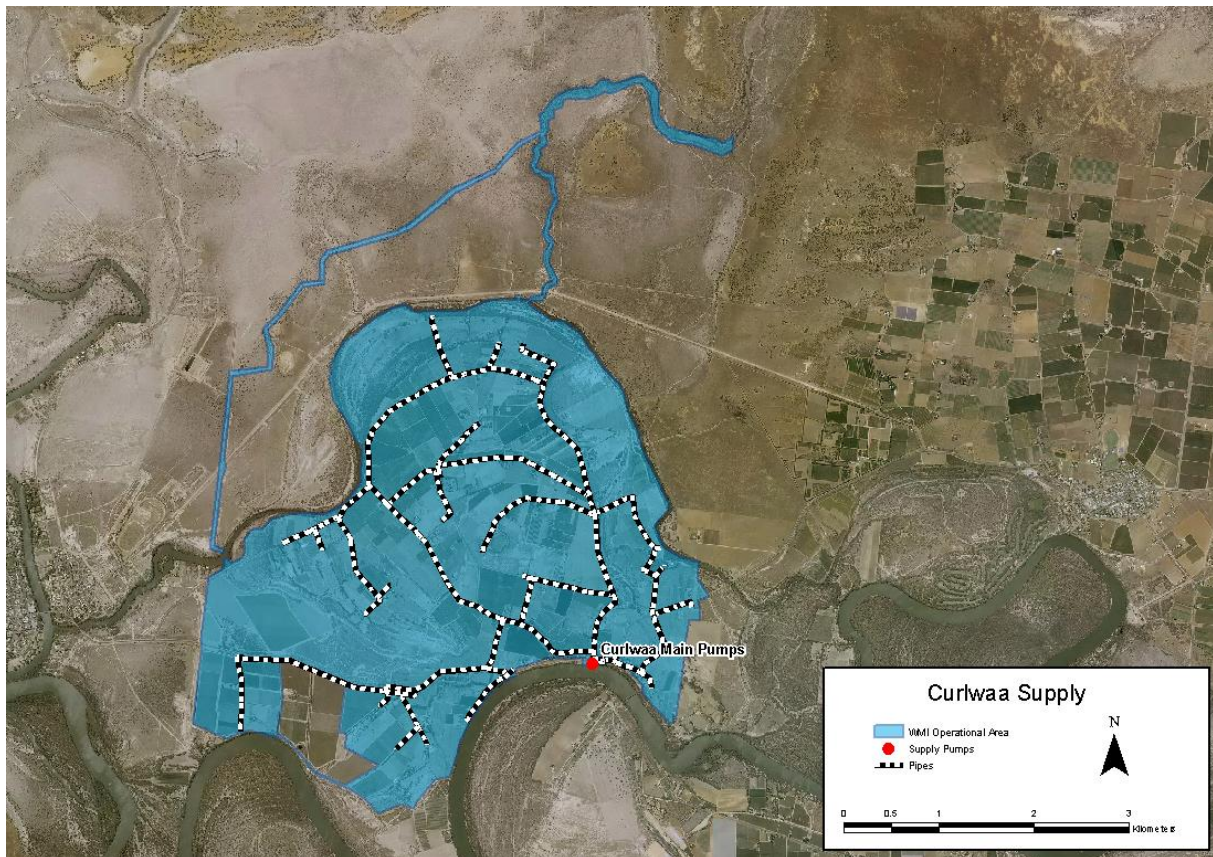 Curlwaa Main Pumps
Curlwaa Supply
WMI Operational Area
Supply Pumps
Pipes
N
0 0.5 1 2 3
Kilometers